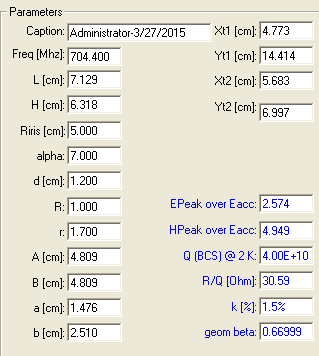 Parameters
Caption: Administrator-3/27/2015
Freq [Mhz]: 704.400
L [cm]: 7.129
H [cm]: 6.318
Riris [cm]: 5.000
alpha: 7.000
d [cm]: 1.200
R: 1.000
r: 1.700
A [cm]: 4.809
B [cm]: 4.809
a [cm]: 1.476
b [cm]: 2.510
Xt1 [cm]: 4.773
Yt1 [cm]: 14.414
Xt2 [cm]: 5.683
Yt2 [cm]: 6.997
EPeak over Eacc: 2.574
HPeak over Eacc: 4.949
Q (BCS) @ 2 K: 4.00E+10
R/Q [Ohm]: 30.59
k [%]: 1.5%
geom beta: 0.66999